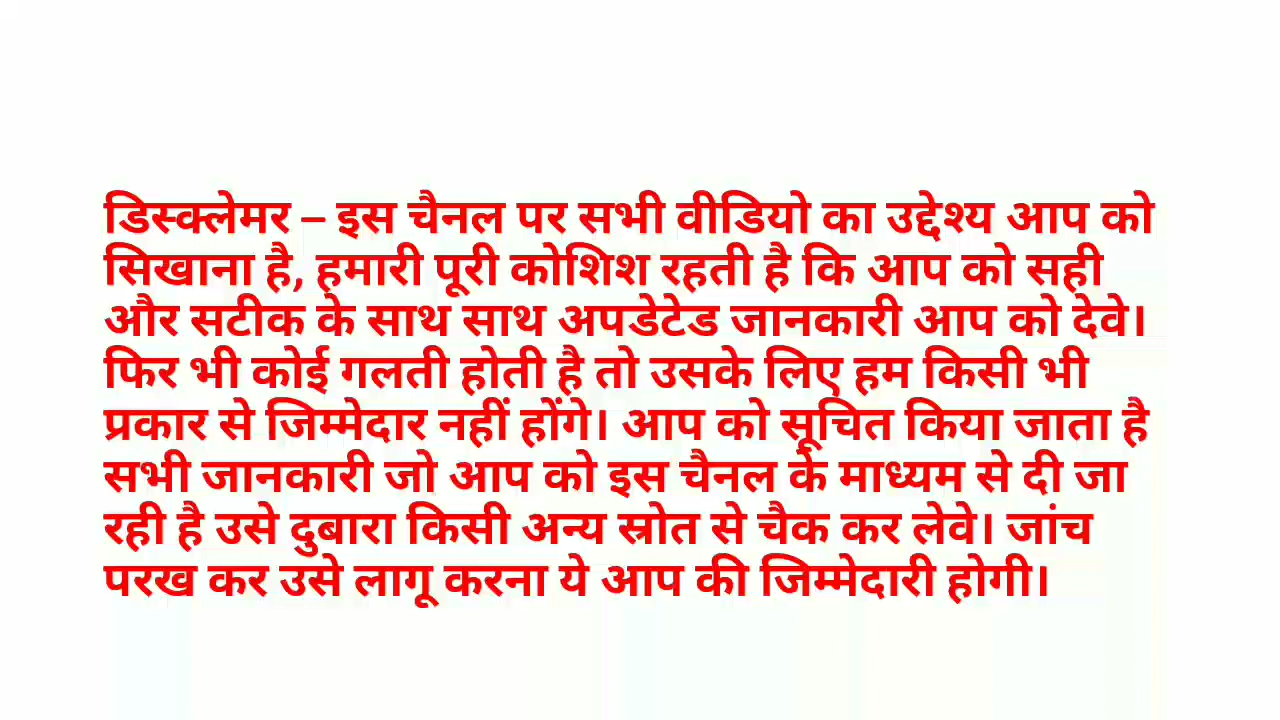 डिस्क्लेमर – इस चैनल पर सभी वीडियो का उद्देश्य आप को
सिखाना है, हमारी पूरी कोशिश रहती है कि आप को सही
और सटीक के साथ साथ अपडेटेड जानकारी आप को देवे।
फिर भी कोई गलती होती है तो उसके लिए हम किसी भी
प्रकार से जिम्मेदार नहीं होंगे। आप को सूचित किया जाता है
सभी जानकारी जो आप को इस चैनल के माध्यम से दी जा
रही है उसे दुबारा किसी अन्य स्रोत से चैक कर लेवे। जांच
परख कर उसे लागू करना ये आप की जिम्मेदारी होगी।